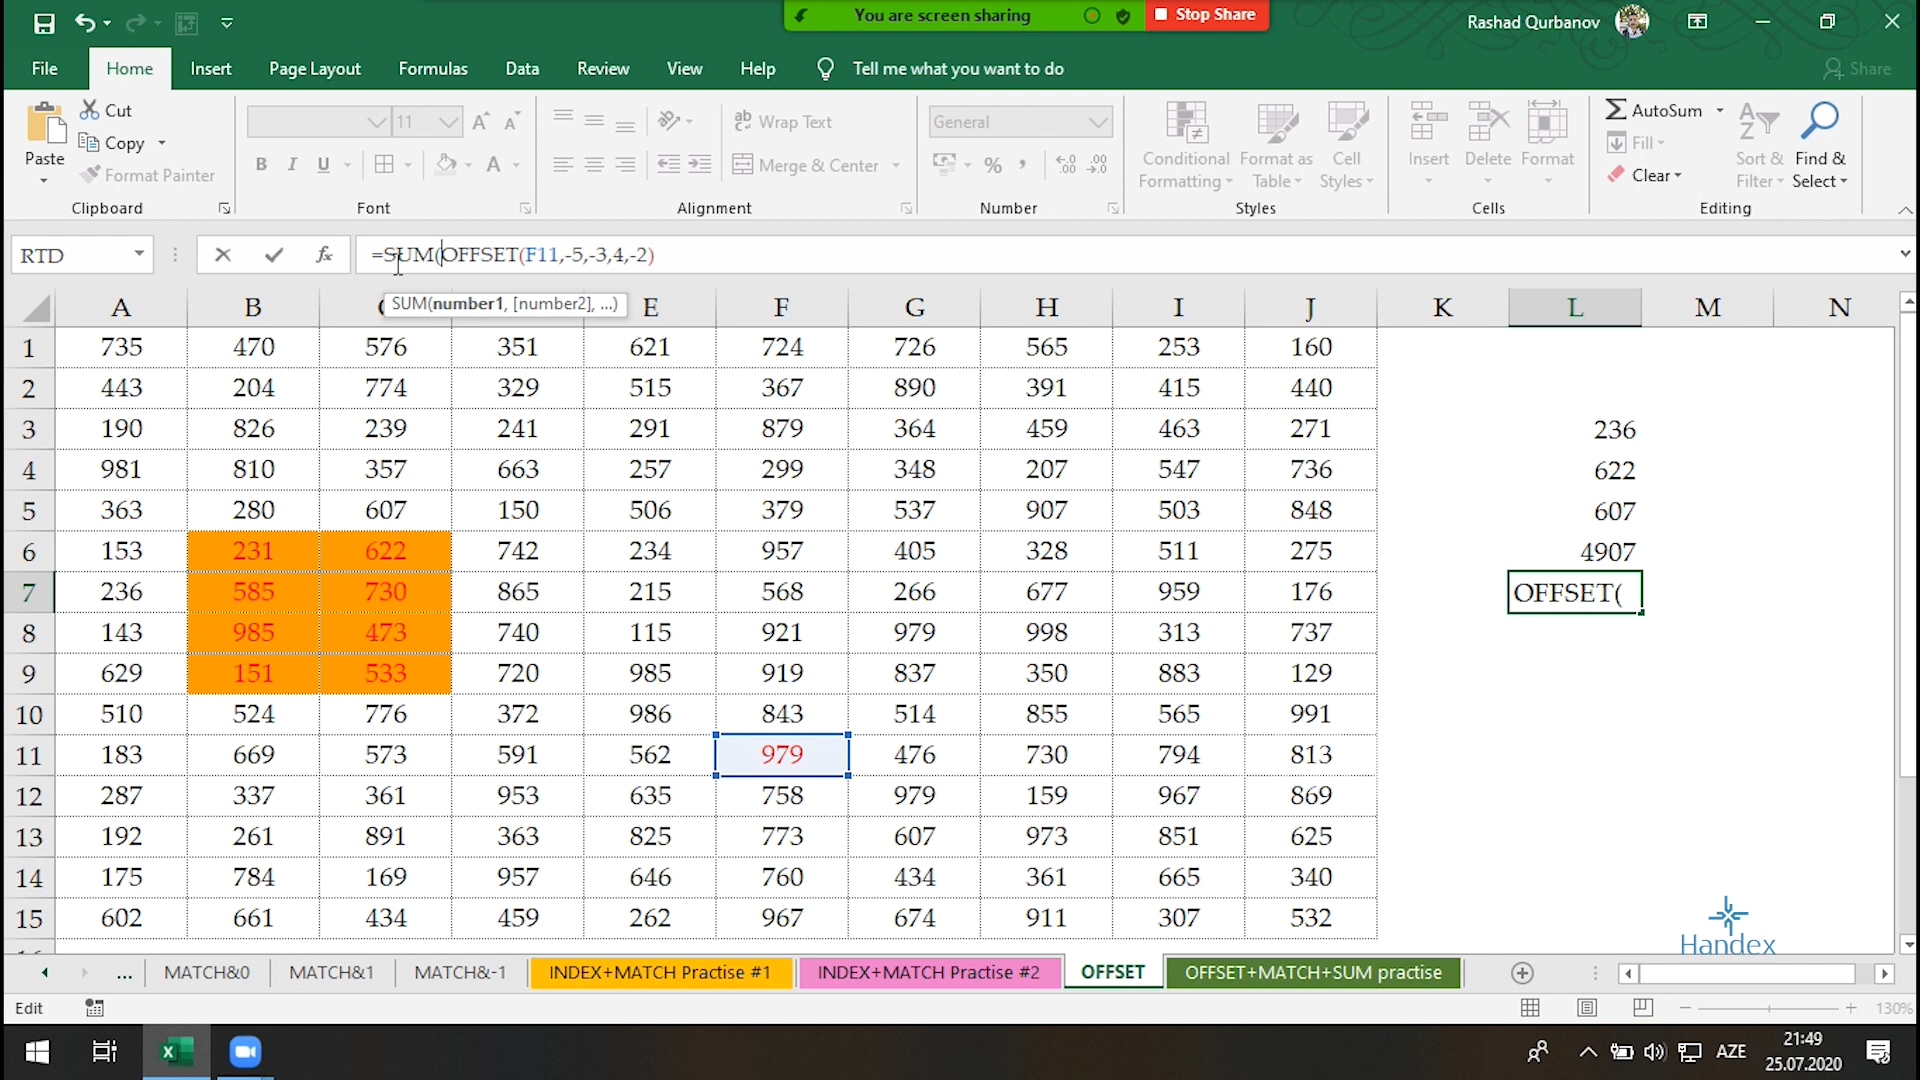 You are screen sharing
Stop Share
Rashad Qurbanov
File Home Insert Page Layout Formulas Data Review View Help Tell me what you want to do
Share
Paste
Cut
Copy
Format Painter
Clipboard
11
B I U
Font
Wrap Text
Merge & Center
Alignment
General
%
Number
Conditional Formatting
Format as Table
Cell Styles
Styles
Insert
Delete
Format
Cells
AutoSum
Fill
Clear
Sort & Filter
Find & Select
Editing
RTD
fx
=SUM(OFFSET(F11,-5,-3,4,-2)
SUM(number1, [number2], ...)
A B C E F G H I J K L M N
1 735 470 576 351 621 724 726 565 253 160
2 443 204 774 329 515 367 890 391 415 440
3 190 826 239 241 291 879 364 459 463 271 236
4 981 810 357 663 257 299 348 207 547 736 622
5 363 280 607 150 506 379 537 907 503 848 607
6 153 231 622 742 234 957 405 328 511 275 4907
7 236 585 730 865 215 568 266 677 959 176 OFFSET(
8 143 985 473 740 115 921 979 998 313 737
9 629 151 533 720 985 919 837 350 883 129
10 510 524 776 372 986 843 514 855 565 991
11 183 669 573 591 562 979 476 730 794 813
12 287 337 361 953 635 758 979 159 967 869
13 192 261 891 363 825 773 607 973 851 625
14 175 784 169 957 646 760 434 361 665 340
15 602 661 434 459 262 967 674 911 307 532
Handex
... MATCH&0 MATCH&1 MATCH&-1 INDEX+MATCH Practise #1 INDEX+MATCH Practise #2 OFFSET OFFSET+MATCH+SUM practise
Edit
130%
AZE
21:49
25.07.2020